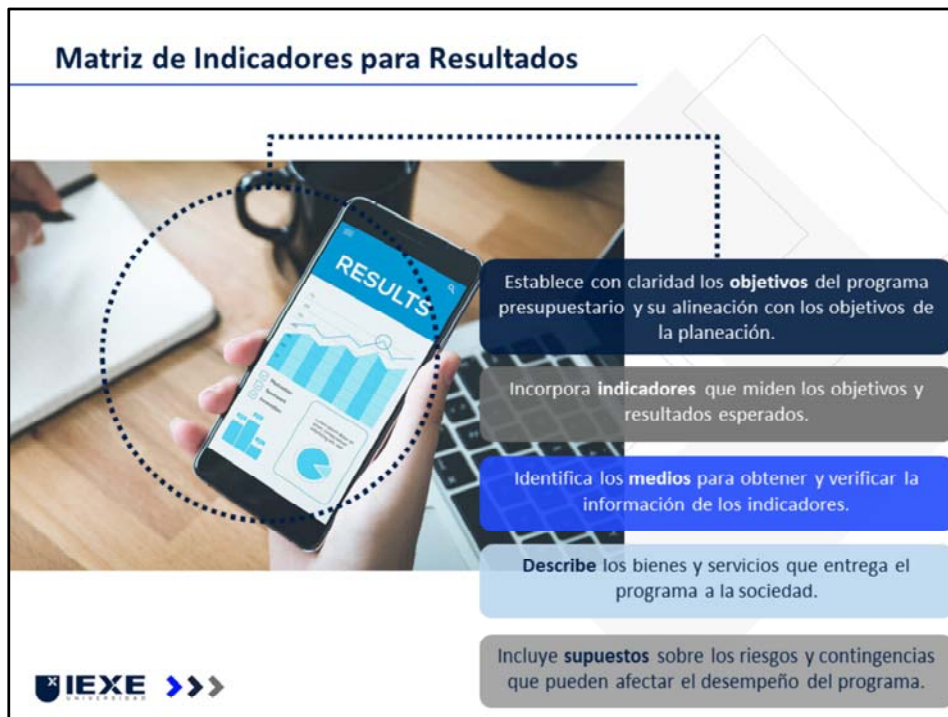 Matriz de Indicadores para Resultados
RESULTS
Establece con claridad los objetivos del programa
presupuestario y su alineación con los objetivos de
la planeación.
Incorpora indicadores que miden los objetivos y
resultados esperados.
Identifica los medios para obtener y verificar la
información de los indicadores.
Describe los bienes y servicios que entrega el
programa a la sociedad.
Incluye supuestos sobre los riesgos y contingencias
que pueden afectar el desempeño del programa.
IEXE
UNIVERSIDAD